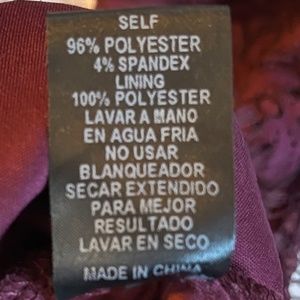 SELF
96% POLYESTER
4% SPANDEX
LINING
100% POLYESTER
LAVAR A MANO
EN AGUA FRIA
NO USAR
BLANQUEADOR
SECAR EXTENDIDO
PARA MEJOR
RESULTADO
LAVAR EN SECO
MADE IN CHINA